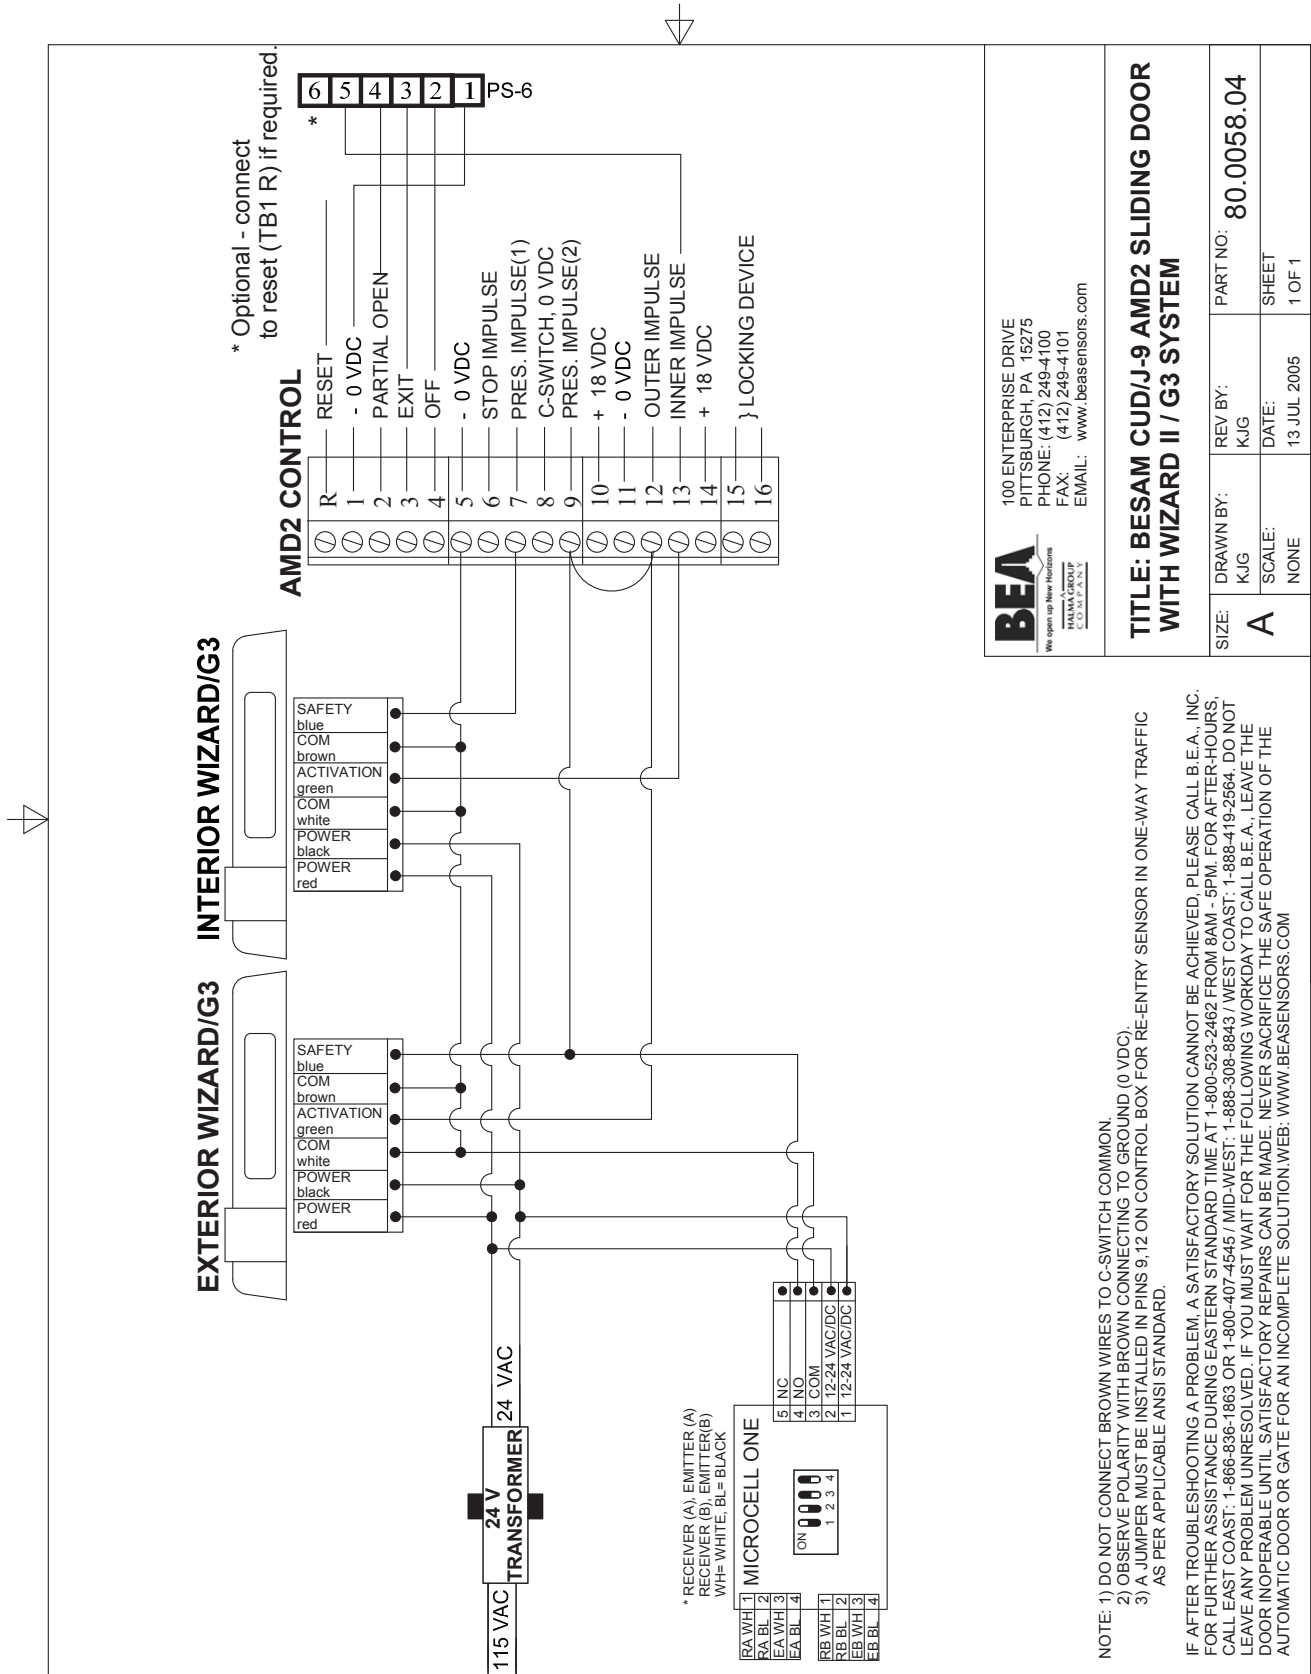 * Optional - connect
to reset (TB1 R) if required.
6 5 4 3 2 1 PS-6
*
AMD2 CONTROL
R RESET
1 - 0 VDC
2 PARTIAL OPEN
3 EXIT
4 OFF
5 - 0 VDC
6 STOP IMPULSE
7 PRES. IMPULSE(1)
8 C-SWITCH, 0 VDC
9 PRES. IMPULSE(2)
10 + 18 VDC
11 - 0 VDC
12 OUTER IMPULSE
13 INNER IMPULSE
14 + 18 VDC
15 } LOCKING DEVICE
16
INTERIOR WIZARD/G3
SAFETY
blue
COM
brown
ACTIVATION
green
COM
white
POWER
black
POWER
red
EXTERIOR WIZARD/G3
SAFETY
blue
COM
brown
ACTIVATION
green
COM
white
POWER
black
POWER
red
115 VAC
24 V
TRANSFORMER
24 VAC
* RECEIVER (A), EMITTER (A)
RECEIVER (B), EMITTER(B)
WH= WHITE, BL= BLACK
MICROCELL ONE
RA WH 1
RA BL 2
EA WH 3
EA BL 4
RB WH 1
RB BL 2
EB WH 3
EB BL 4
ON
1 2 3 4
5 NC
4 NO
3 COM
2 12-24 VAC/DC
1 12-24 VAC/DC
NOTE: 1) DO NOT CONNECT BROWN WIRES TO C-SWITCH COMMON.
2) OBSERVE POLARITY WITH BROWN CONNECTING TO GROUND (0 VDC).
3) A JUMPER MUST BE INSTALLED IN PINS 9,12 ON CONTROL BOX FOR RE-ENTRY SENSOR IN ONE-WAY TRAFFIC
AS PER APPLICABLE ANSI STANDARD.
IF AFTER TROUBLESHOOTING A PROBLEM, A SATISFACTORY SOLUTION CANNOT BE ACHIEVED, PLEASE CALL B.E.A., INC.
FOR FURTHER ASSISTANCE DURING EASTERN STANDARD TIME AT 1-800-523-2462 FROM 8AM - 5PM. FOR AFTER-HOURS,
CALL EAST COAST: 1-866-836-1863 OR 1-800-407-4545 / MID-WEST: 1-888-308-8843 / WEST COAST: 1-888-419-2564. DO NOT
LEAVE ANY PROBLEM UNRESOLVED. IF YOU MUST WAIT FOR THE FOLLOWING WORKDAY TO CALL B.E.A., LEAVE THE
DOOR INOPERABLE UNTIL SATISFACTORY REPAIRS CAN BE MADE. NEVER SACRIFICE THE SAFE OPERATION OF THE
AUTOMATIC DOOR OR GATE FOR AN INCOMPLETE SOLUTION.WEB: WWW.BEASENSORS.COM
BEA
We open up New Horizons
A
HALMA GROUP
COMPANY
100 ENTERPRISE DRIVE
PITTSBURGH, PA 15275
PHONE: (412) 249-4100
FAX: (412) 249-4101
EMAIL: www.beasensors.com
TITLE: BESAM CUD/J-9 AMD2 SLIDING DOOR
WITH WIZARD II / G3 SYSTEM
SIZE:
A
DRAWN BY:
KJG
REV BY:
KJG
PART NO:
80.0058.04
SCALE:
NONE
DATE:
13 JUL 2005
SHEET
1 OF 1